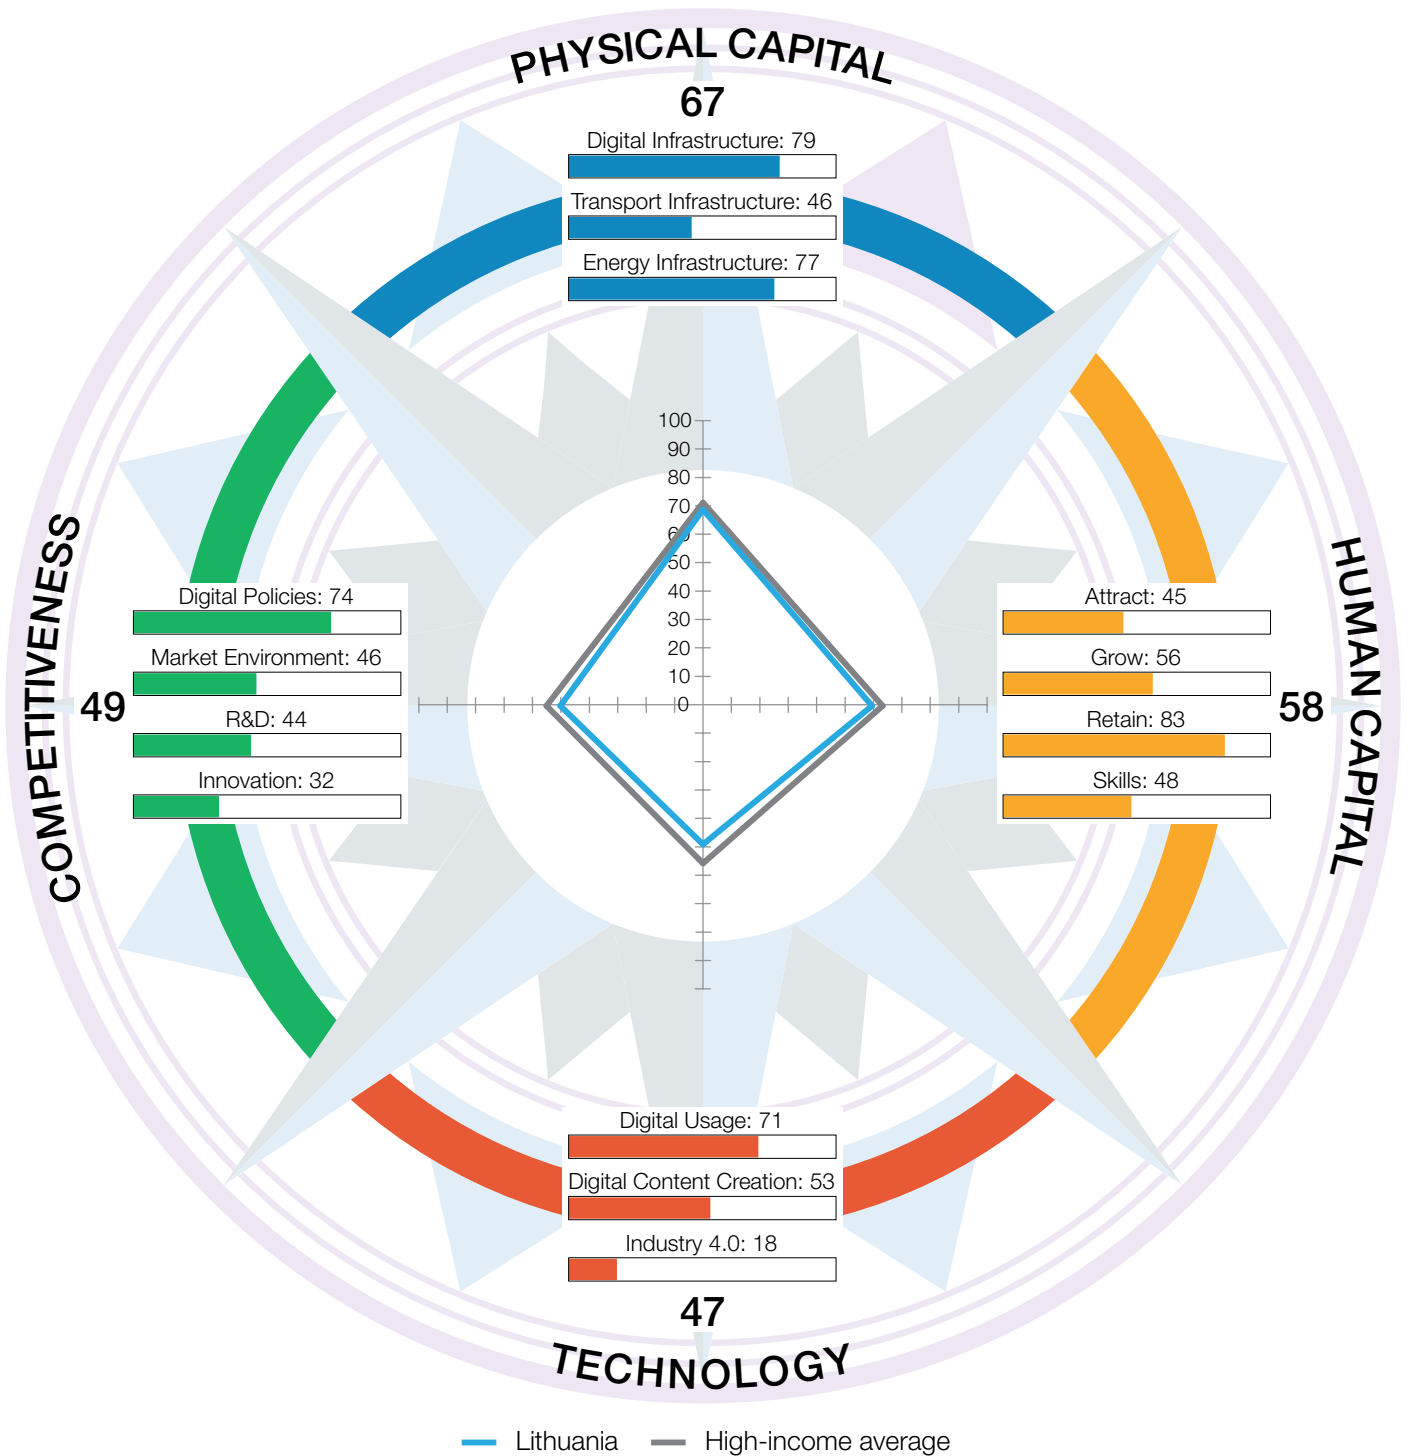 PHYSICAL CAPITAL
67
Digital Infrastructure: 79
Transport Infrastructure: 46
Energy Infrastructure: 77
100
90
80
70
60
50
40
30
20
10
0
COMPETITIVENESS
49
Digital Policies: 74
Market Environment: 46
R&D: 44
Innovation: 32
HUMAN CAPITAL
58
Attract: 45
Grow: 56
Retain: 83
Skills: 48
Digital Usage: 71
Digital Content Creation: 53
Industry 4.0: 18
47
TECHNOLOGY
Lithuania
High-income average